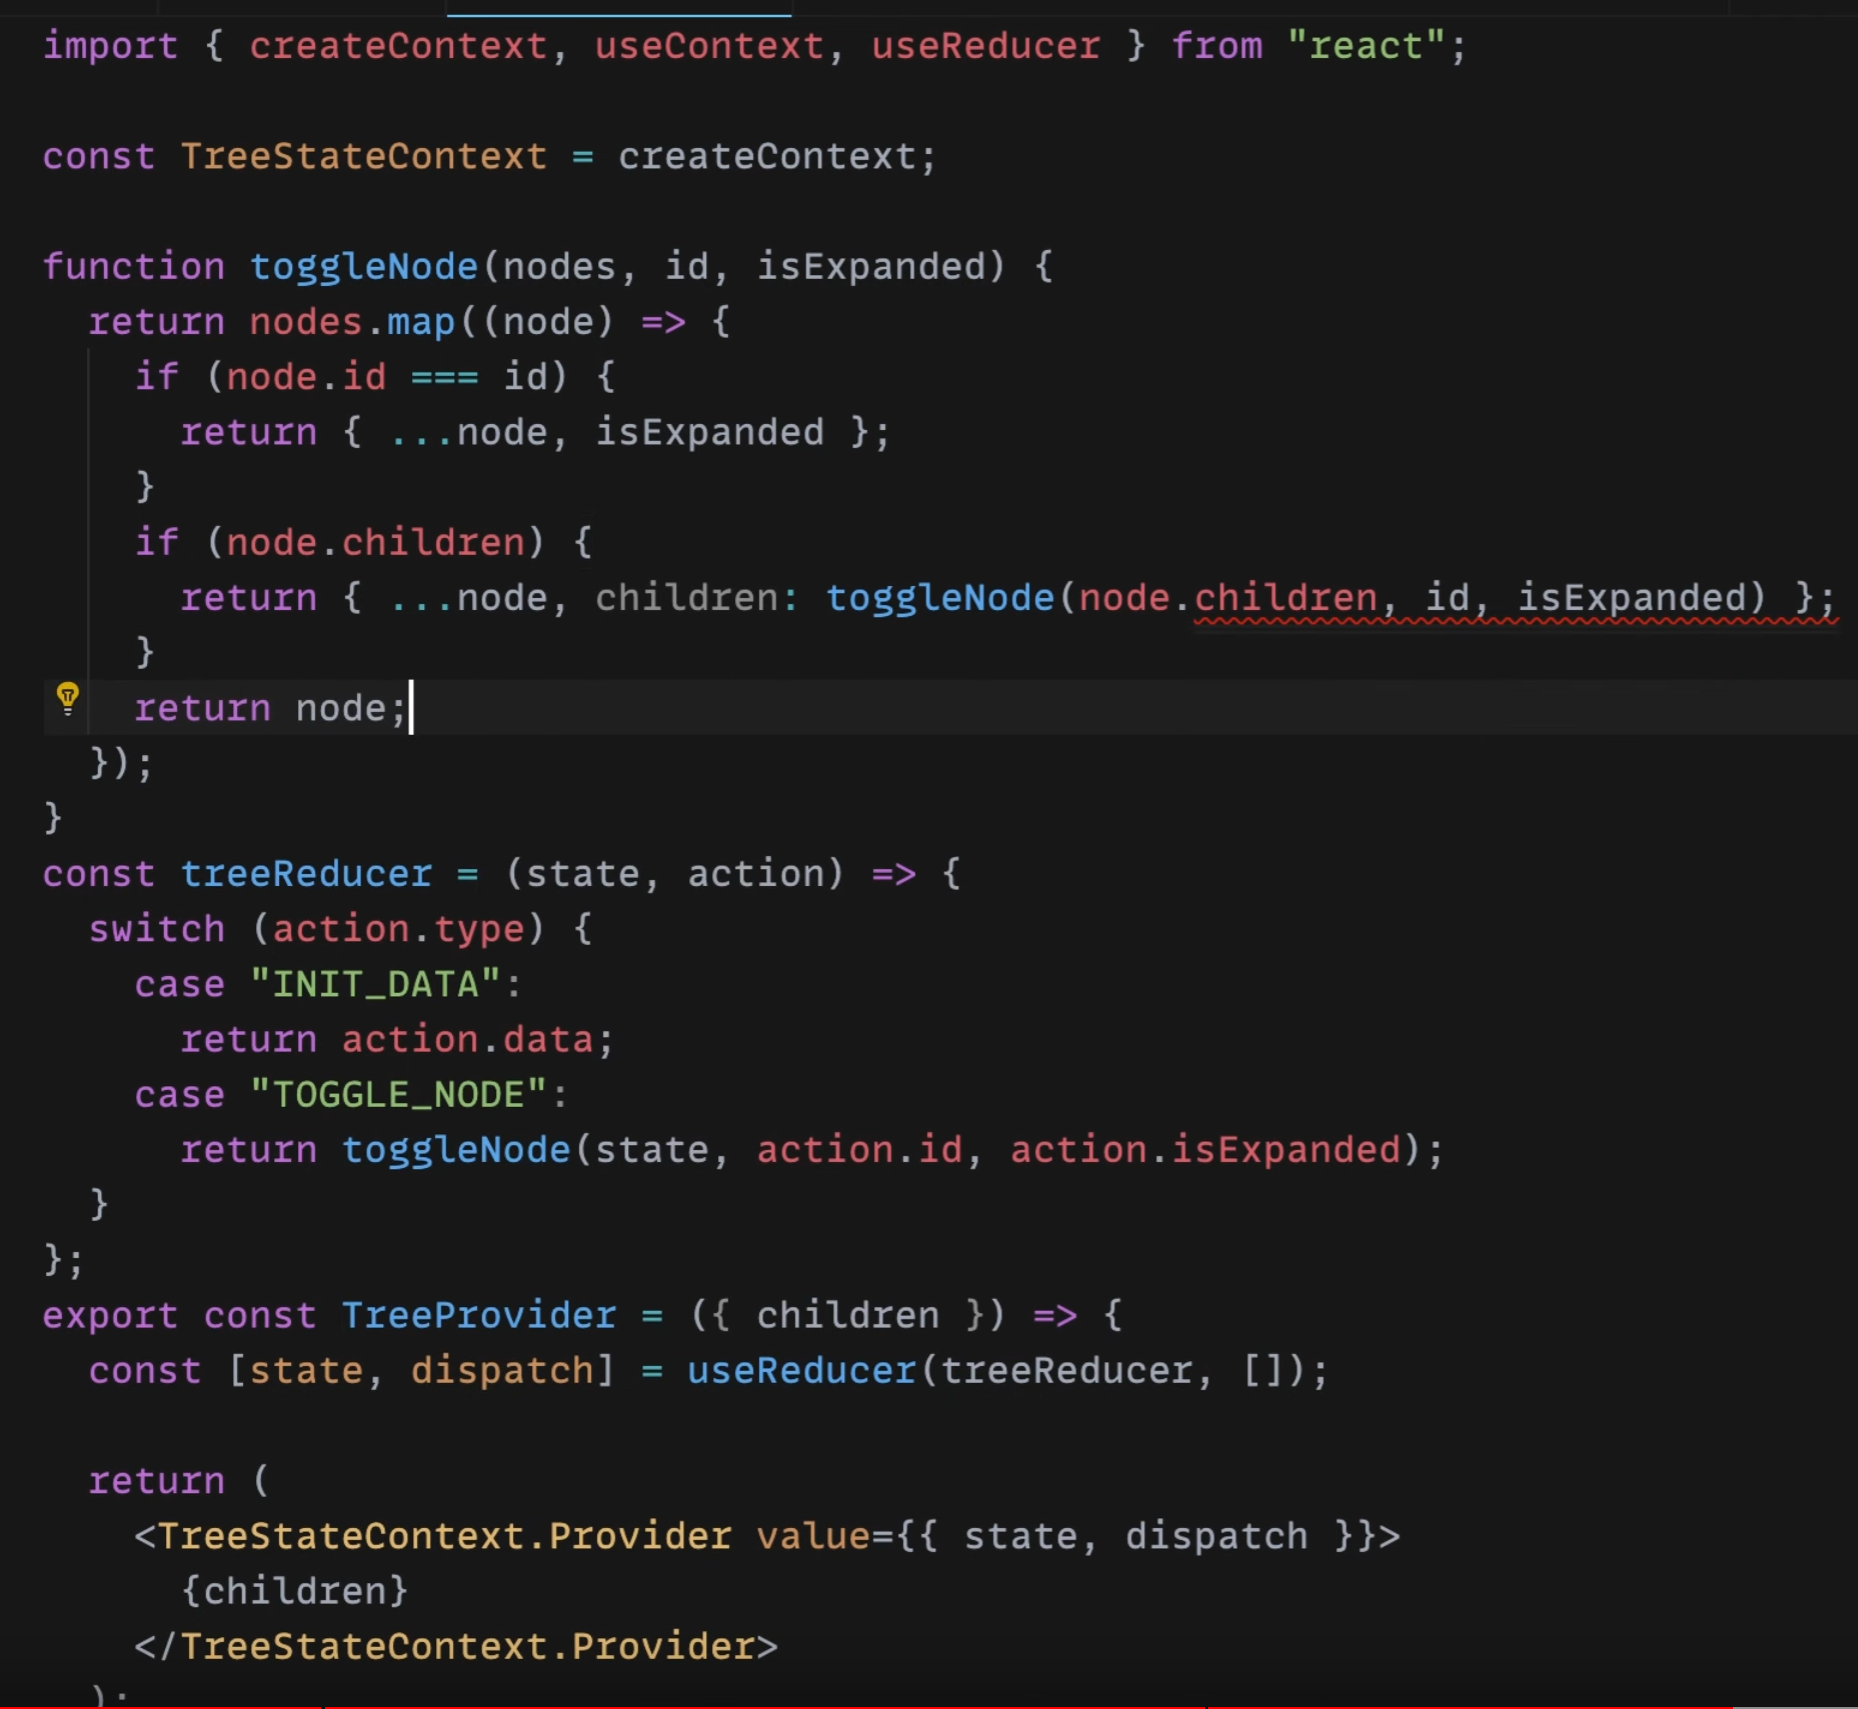 import { createContext, useContext, useReducer } from "react";
const TreeStateContext = createContext;
function toggleNode(nodes, id, isExpanded) {
  return nodes.map((node) => {
    if (node.id === id) {
      return { ...node, isExpanded };
    }
    if (node.children) {
      return { ...node, children: toggleNode(node.children, id, isExpanded) };
    }
    return node;
  });
}
const treeReducer = (state, action) => {
  switch (action.type) {
    case "INIT_DATA":
      return action.data;
    case "TOGGLE_NODE":
      return toggleNode(state, action.id, action.isExpanded);
  }
};
export const TreeProvider = ({ children }) => {
  const [state, dispatch] = useReducer(treeReducer, []);
  return (
    <TreeStateContext.Provider value={{ state, dispatch }}>
      {children}
    </TreeStateContext.Provider>
  );